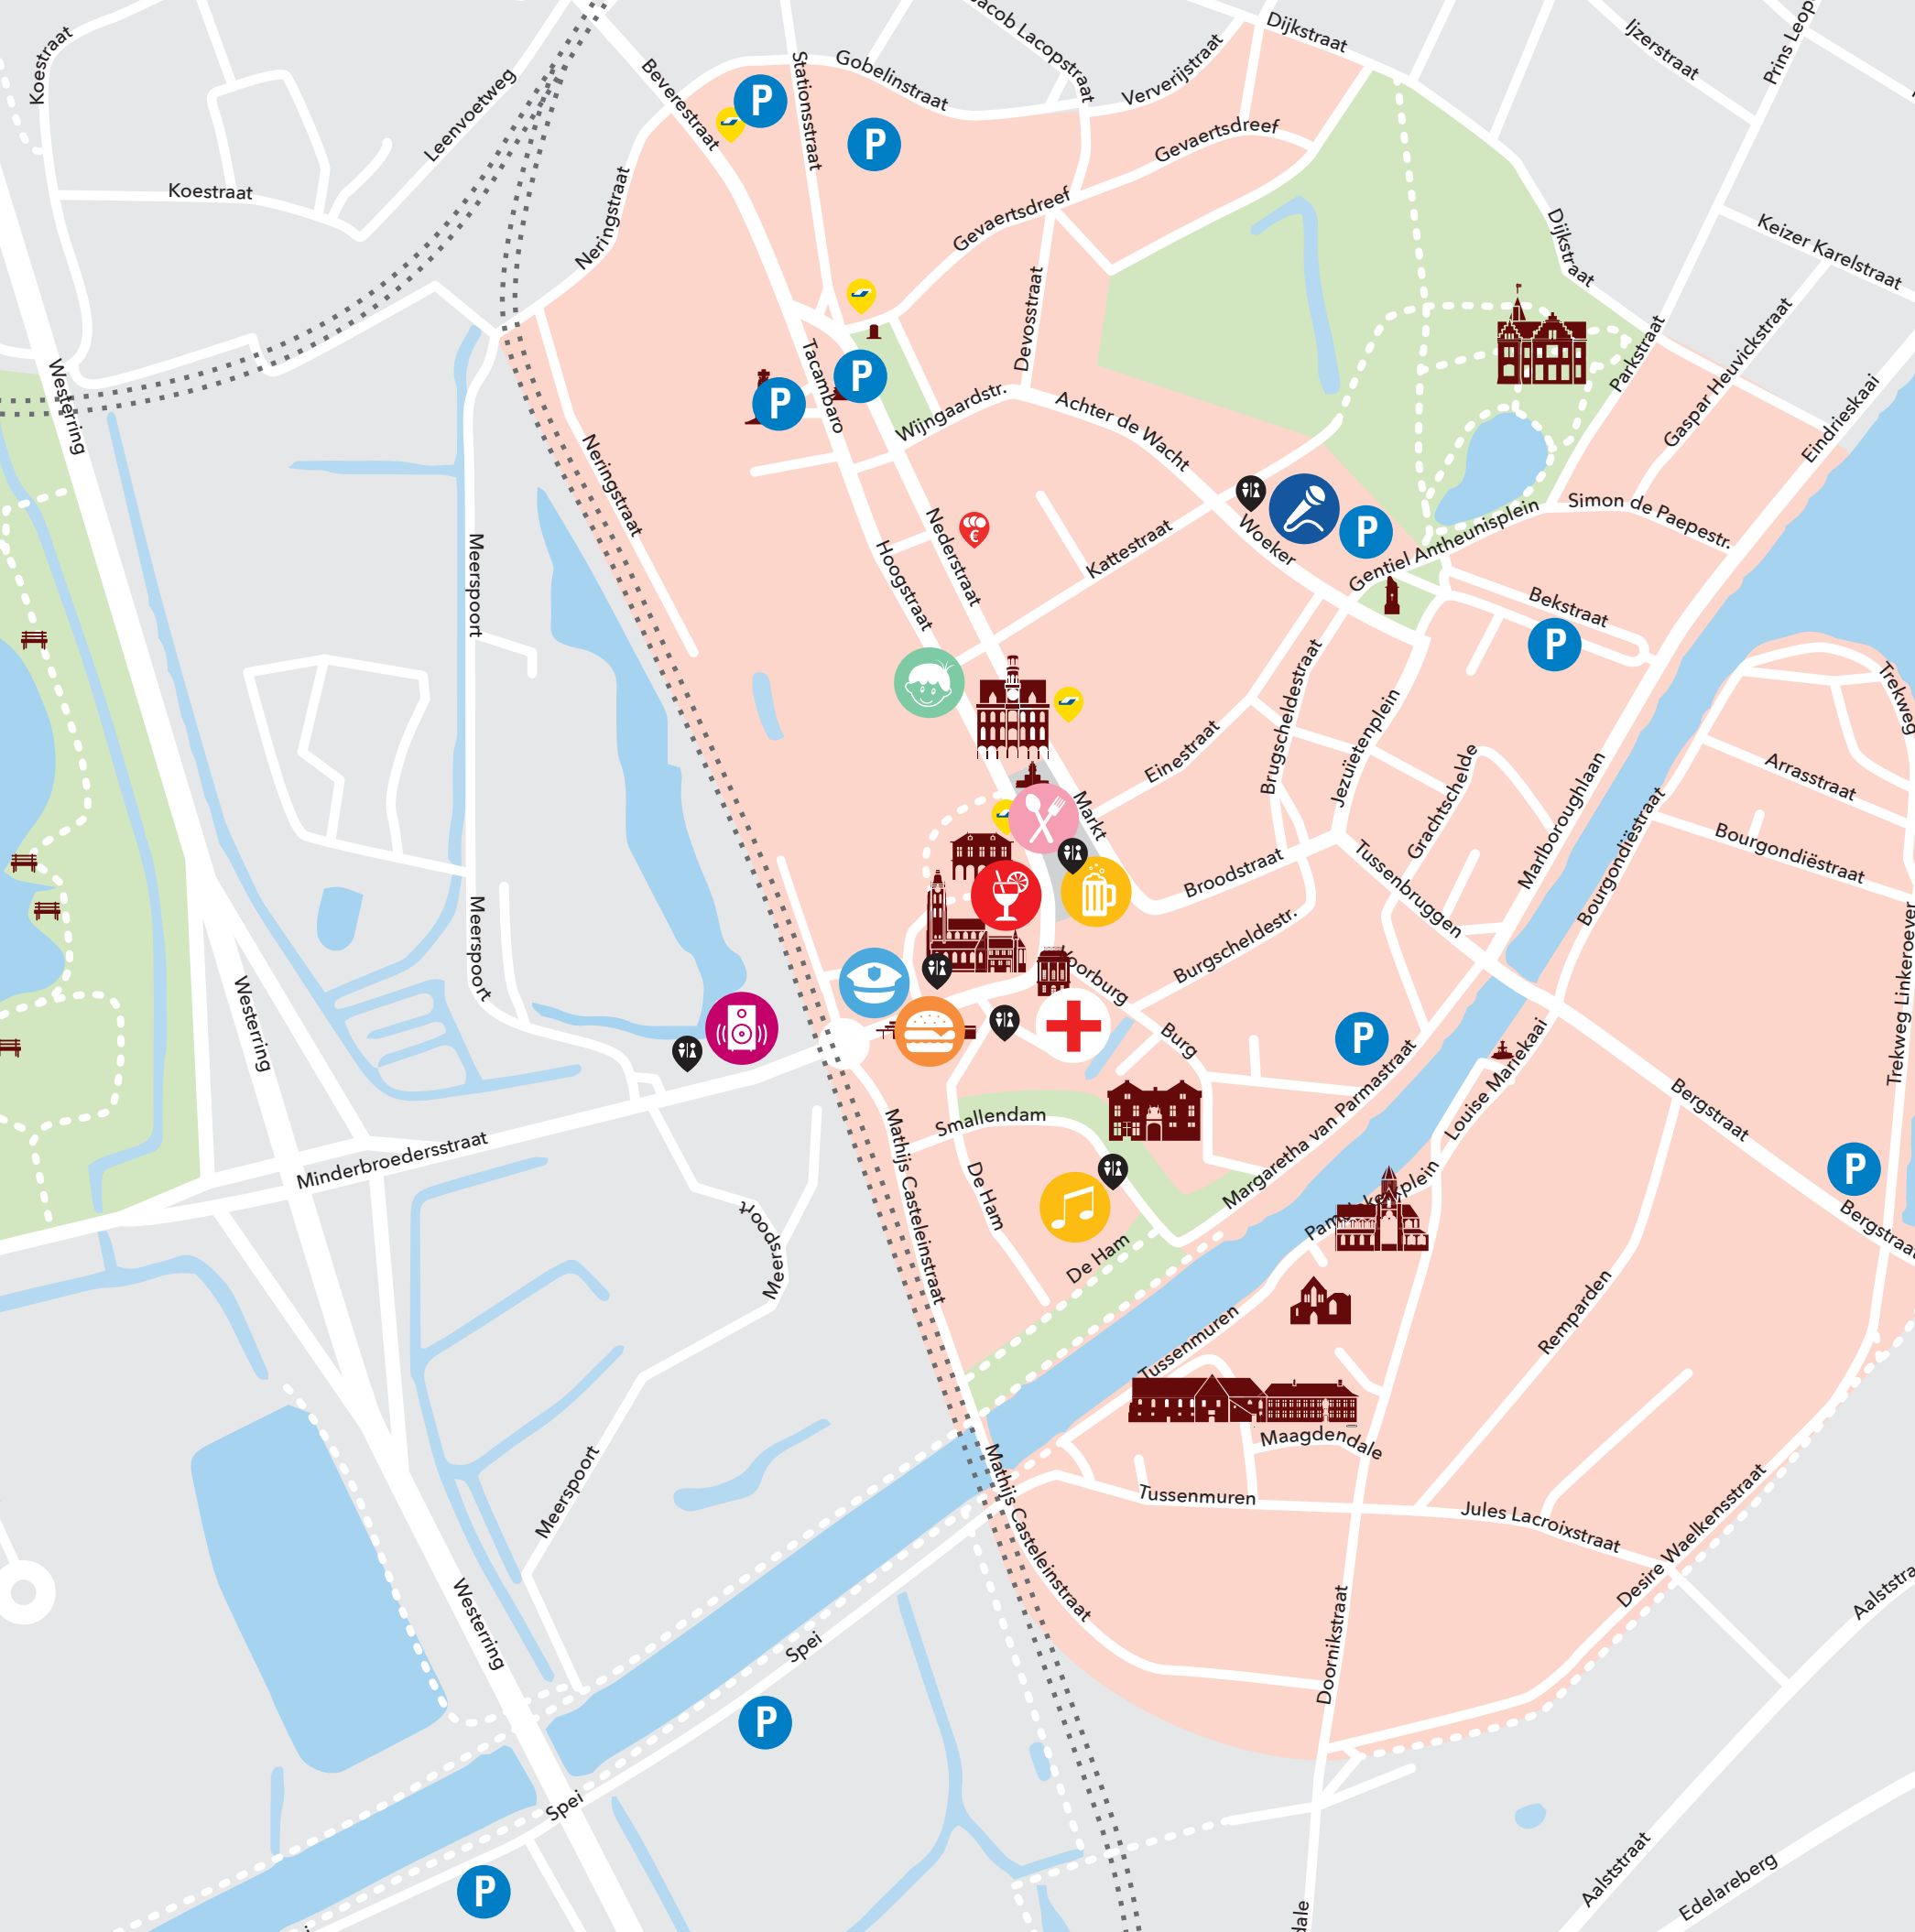 Koestraat
Jacob Lacopstraat
Dijkstraat
Ijzerstraat
Prins Leop
Leenvoetweg
Beverestraat
Stationsstraat
Gobelinstraat
Ververijstraat
P
P
Gevaertsdreef
Koestraat
Neringstraat
Gevaertsdreef
Dijkstraat
Keizer Karelstraat
Devosstraat
Parkstraat
Gaspar Heuvickstraat
Westerring
Tacambaro
P
P
Wijngaardstr.
Achter de Wacht
Eindrieskaai
Neringstraat
Nederstraat
€
Hoogstraat
Kattestraat
Woeker
P
Gentiel Antheunisplein
Simon de Paepestr.
Meerspoort
Bekstraat
P
Trekweg
Brugscheldestraat
Jezuïetenplein
Einestraat
Markt
Grachtschelde
Marlboroughlaan
Bourgondiëstraat
Arrasstraat
Bourgondiëstraat
Broodstraat
Tussenbruggen
Meerspoort
Voorburg
Burgscheldestr.
Trekweg Linkeroever
Westerring
Burg
P
Margaretha van Parmastraat
Louise Mariekaai
Bergstraat
Minderbroedersstraat
Smallendam
Mathijs Casteleinstraat
De Ham
P
Bergstraat
Meerspoort
De Ham
Tussenmuren
Remparden
Maagdendale
Meerspoort
Mathijs Casteleinstraat
Tussenmuren
Jules Lacroixstraat
Desire Waelkensstraat
Westerring
Spei
Doornikstraat
Aalststra
P
Spei
P
Aalststraat
Edelareberg
dale